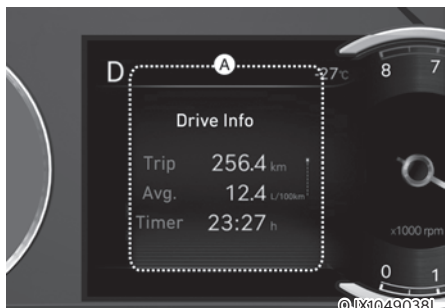 D
A
-27°c
8 7
Drive Info
Trip 256.4 km
Avg. 12.4 L/100km
Timer 23:27 h
x1000 rpm
0 1
OJX1049038L